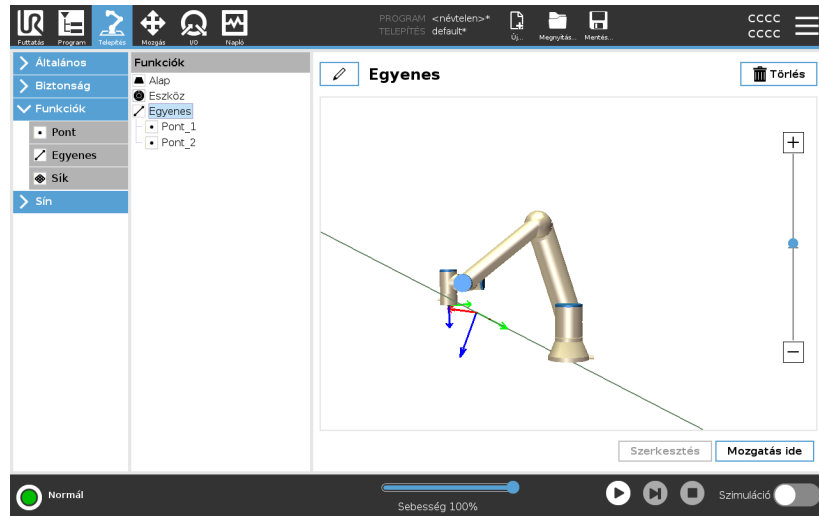 UR
PROGRAM <névtelen>*
TELEPÍTÉS default*
CCCC
CCCC
Futtatás Program Telepítés Mozgás I/O Napló
Új... Megnyitás... Mentés...
Általános
Biztonság
Funkciók
Pont
Egyenes
Sík
Sín
Funkciók
Alap
Eszköz
Egyenes
Pont_1
Pont_2
Egyenes
Törlés
Szerkesztés
Mozgatás ide
Normál
Sebesség 100%
Szimuláció